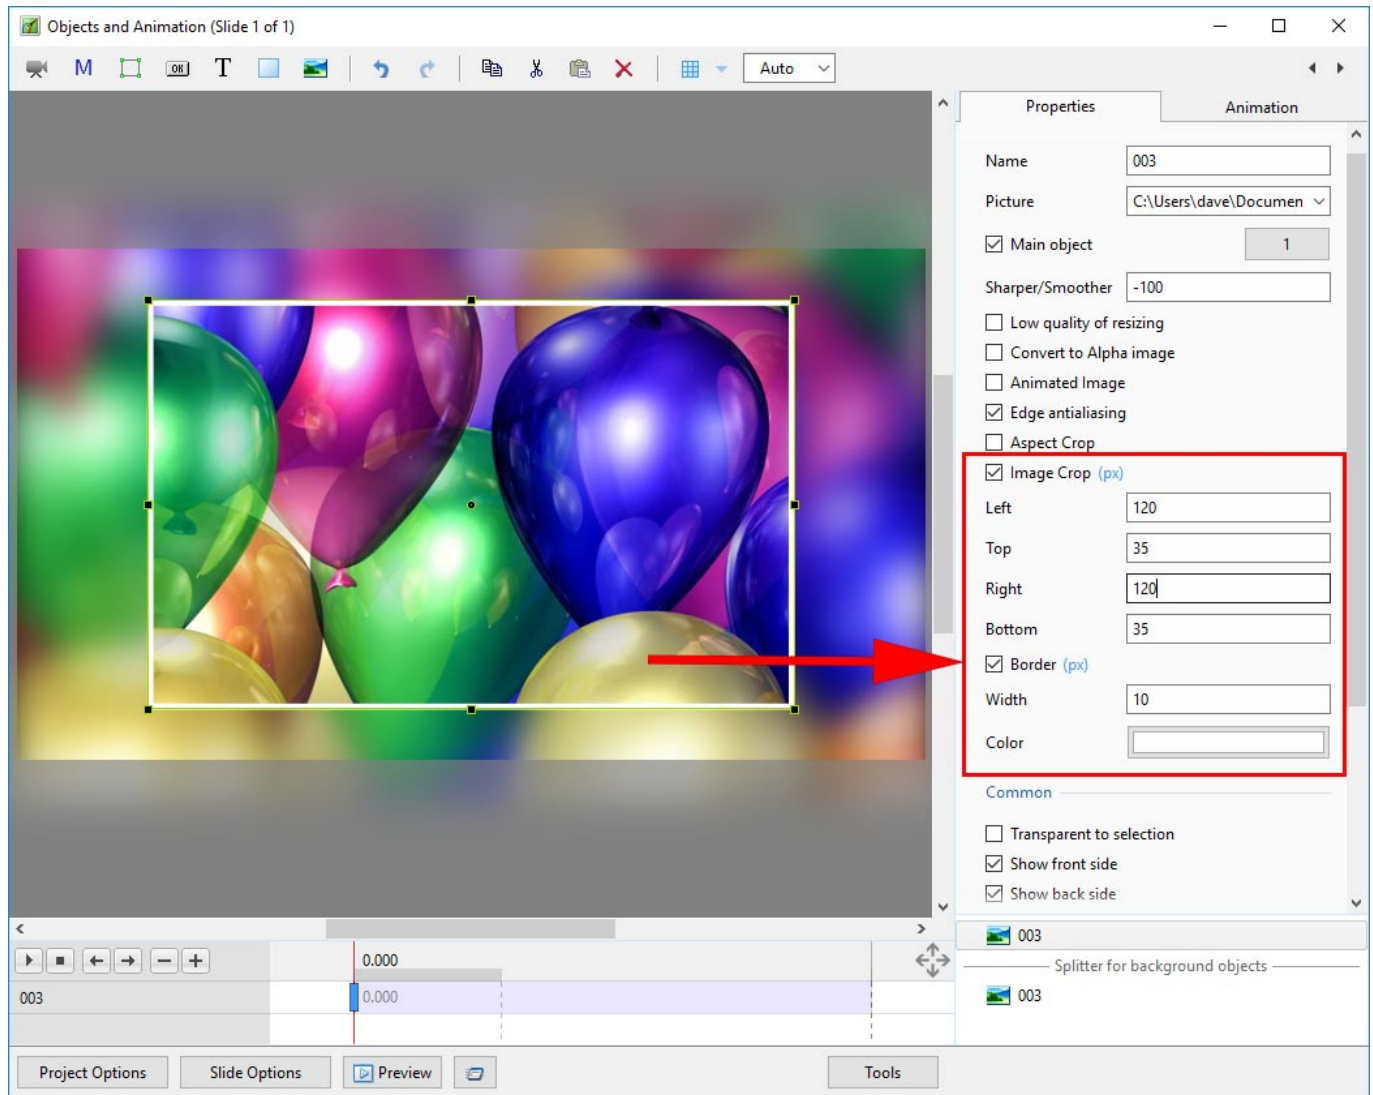 Objects and Animation (Slide 1 of 1)
M OK T Auto
Properties Animation
Name 003
Picture C:\Users\dave\Documen
Main object 1
Sharper/Smoother -100
Low quality of resizing
Convert to Alpha image
Animated Image
Edge antialiasing
Aspect Crop
Image Crop (px)
Left 120
Top 35
Right 120
Bottom 35
Border (px)
Width 10
Color
Common
Transparent to selection
Show front side
Show back side
003
Splitter for background objects
003
0.000
003 0.000
Project Options Slide Options Preview Tools